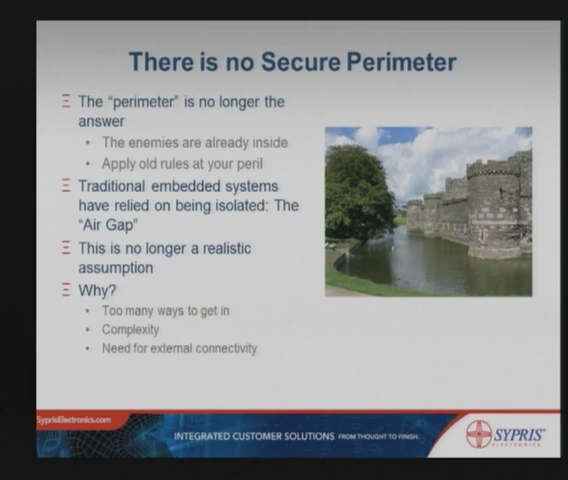 There is no Secure Perimeter
The “perimeter” is no longer the
answer
• The enemies are already inside
• Apply old rules at your peril
Traditional embedded systems
have relied on being isolated: The
“Air Gap”
This is no longer a realistic
assumption
Why?
• Too many ways to get in
• Complexity
• Need for external connectivity
SyprisElectronics.com
INTEGRATED CUSTOMER SOLUTIONS FROM THOUGHT TO FINISH.
SYPRIS
ELECTRONICS